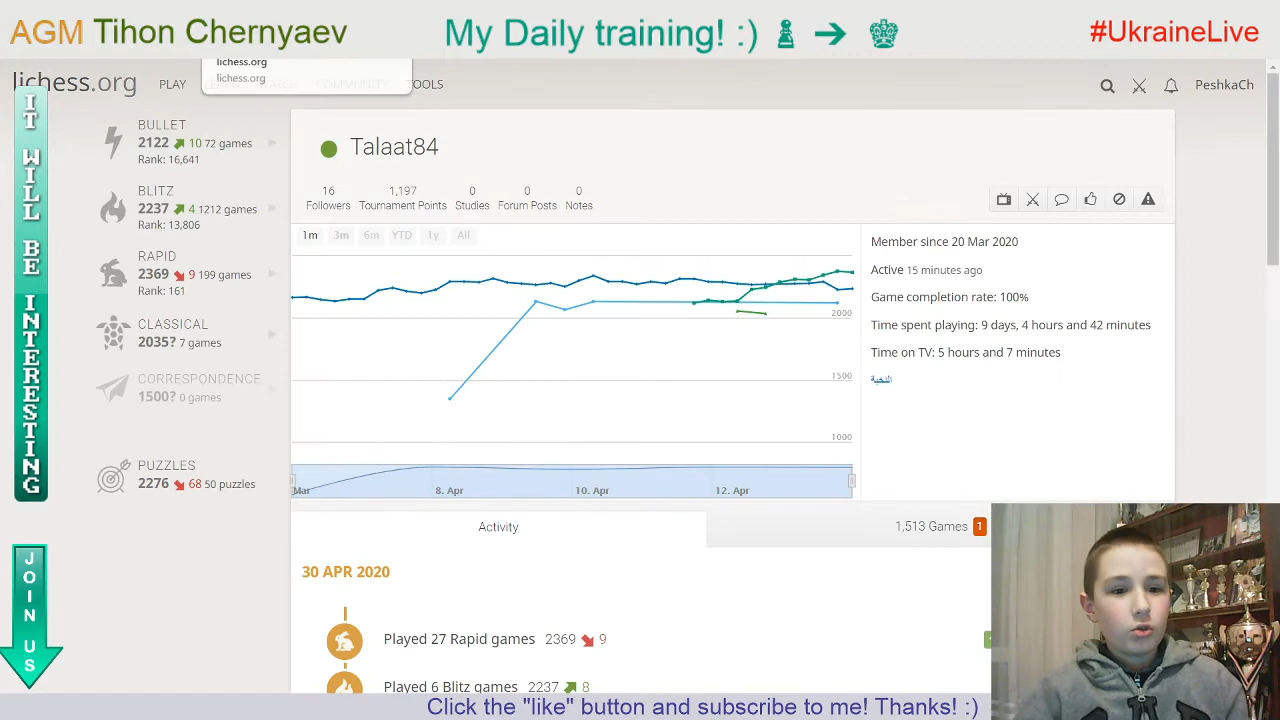 AGM Tihon Chernyaev
My Daily training! :)
#UkraineLive
lichess.org
PLAY
lichess.org
lichess.org
COMMUNITY
TOOLS
PeshkaCh
IT WILL BE INTERESTING
JOIN US
BULLET
2122 10 72 games
Rank: 16,641
BLITZ
2237 4 1212 games
Rank: 13,806
RAPID
2369 9 199 games
Rank: 161
CLASSICAL
2035? 7 games
CORRESPONDENCE
1500? 0 games
PUZZLES
2276 68 50 puzzles
Talaat84
16 1,197 0 0 0
Followers Tournament Points Studies Forum Posts Notes
1m 3m 6m YTD 1y All
2000
1500
1000
Mar 8. Apr 10. Apr 12. Apr
Member since 20 Mar 2020
Active 15 minutes ago
Game completion rate: 100%
Time spent playing: 9 days, 4 hours and 42 minutes
Time on TV: 5 hours and 7 minutes
النخبة
Activity
1,513 Games 1
30 APR 2020
Played 27 Rapid games 2369 9
Played 6 Blitz games 2237 8
Click the "like" button and subscribe to me! Thanks! :)